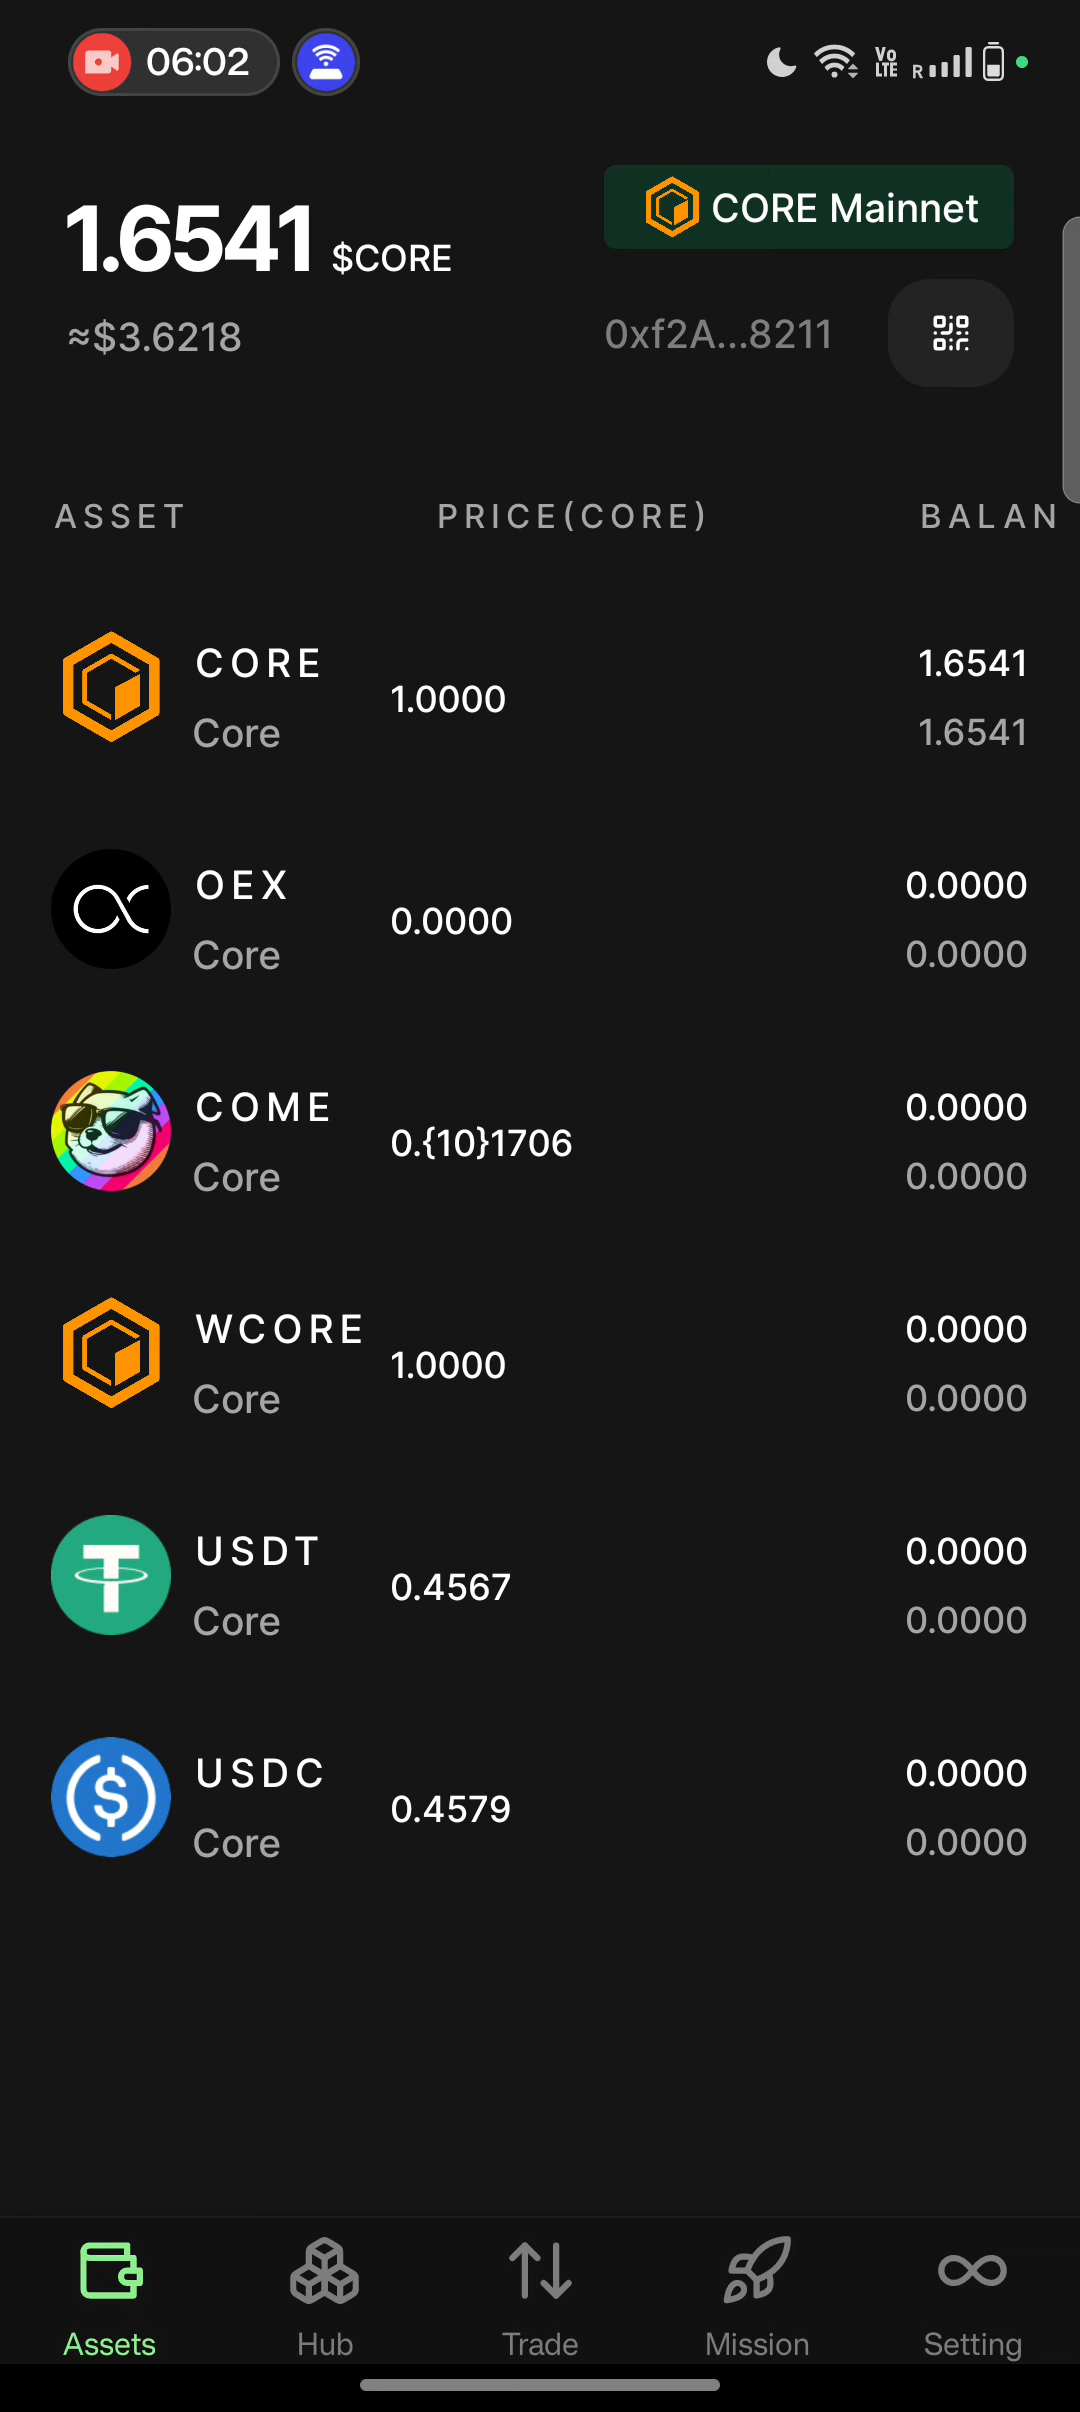 06:02
Vo
LTE
R
1.6541 $CORE
CORE Mainnet
≈$3.6218
0xf2A...8211
ASSET PRICE(CORE) BALAN
CORE
Core
1.0000
1.6541
1.6541
OEX
Core
0.0000
0.0000
0.0000
COME
Core
0.{10}1706
0.0000
0.0000
WCORE
Core
1.0000
0.0000
0.0000
USDT
Core
0.4567
0.0000
0.0000
USDC
Core
0.4579
0.0000
0.0000
Assets Hub Trade Mission Setting